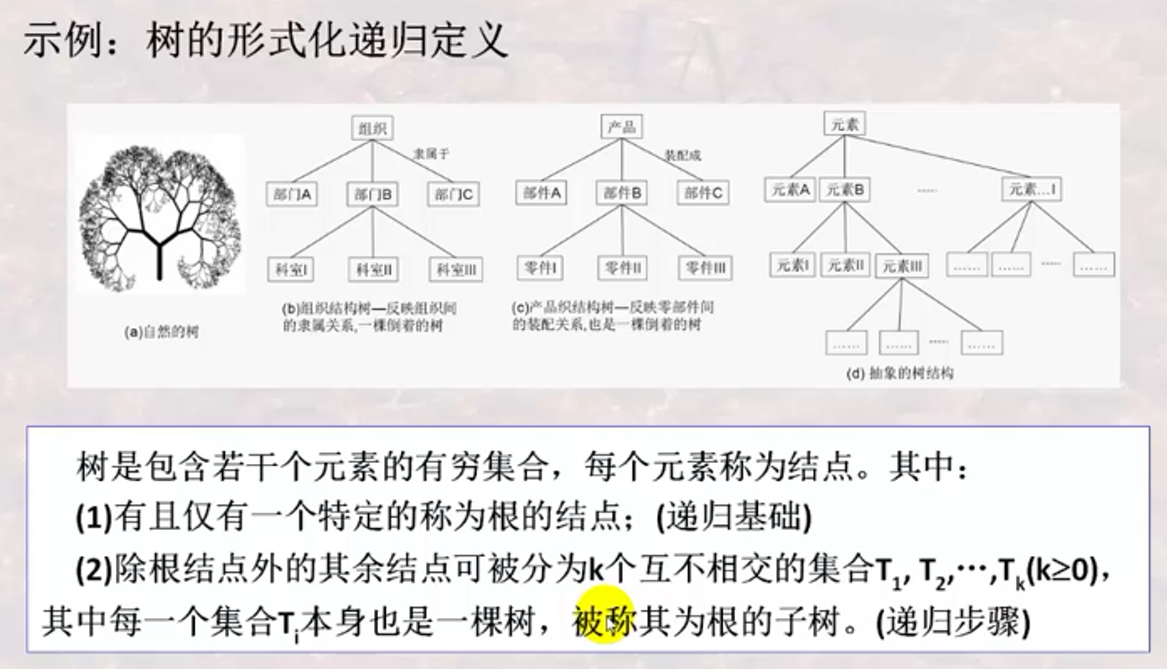 示例：树的形式化递归定义
组织
隶属于
部门A 部门B 部门C
科室I 科室II 科室III
(b)组织结构树—反映组织间
的隶属关系,一棵倒着的树
(a)自然的树
产品
装配成
部件A 部件B 部件C
零件I 零件II 零件III
(c)产品织结构树—反映零部件间
的装配关系,也是一棵倒着的树
元素
元素A 元素B ...... 元素...I
元素I 元素II 元素III ...... ...... ...... ......
...... ...... ...... ......
(d) 抽象的树结构
树是包含若干个元素的有穷集合，每个元素称为结点。其中：
(1)有且仅有一个特定的称为根的结点；(递归基础)
(2)除根结点外的其余结点可被分为k个互不相交的集合T₁, T₂,⋯,Tₖ(k≥0)，
其中每一个集合Tᵢ本身也是一棵树，被称其为根的子树。(递归步骤)